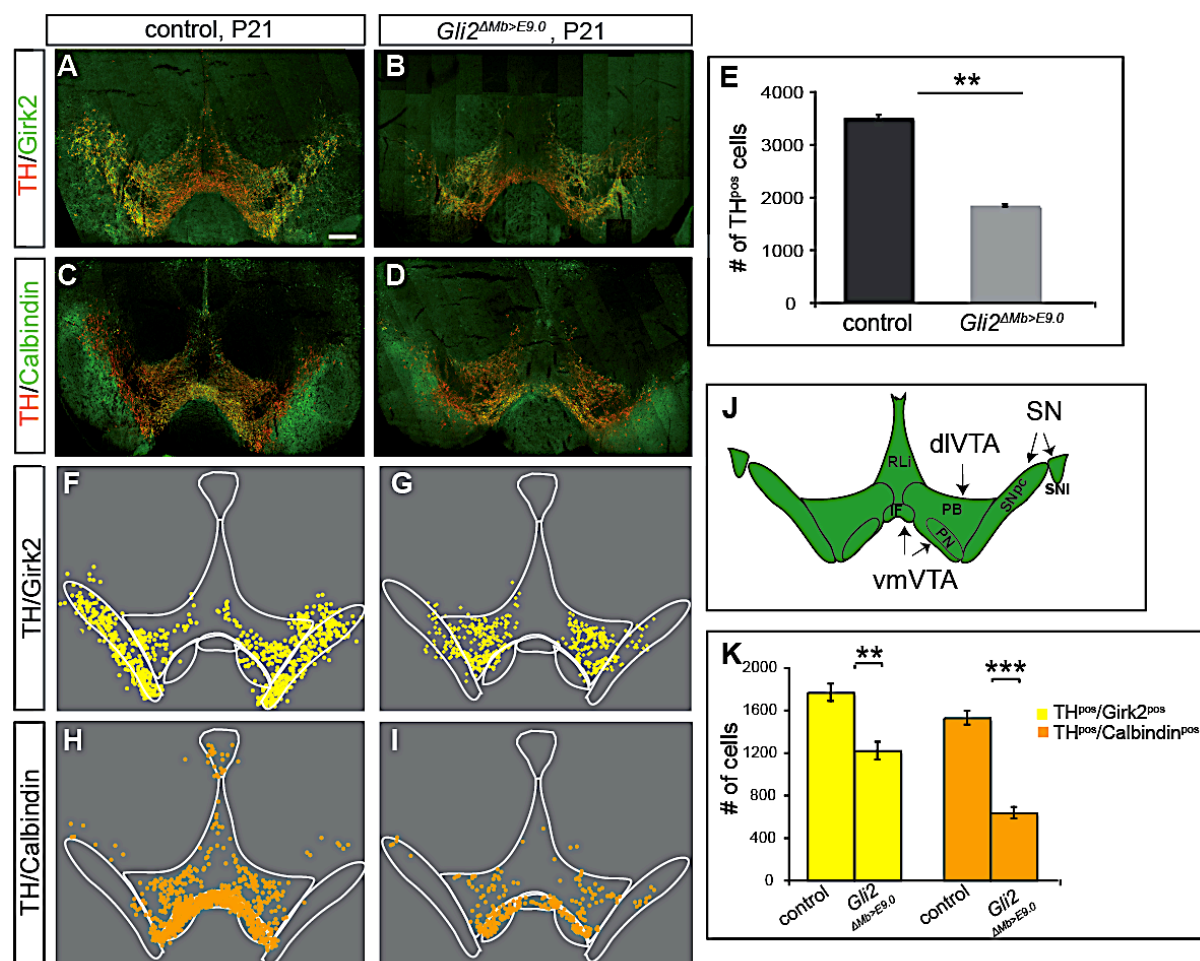 control, P21
Gli2ΔMb>E9.0, P21
TH/Girk2
A
B
TH/Calbindin
C
D
TH/Girk2
F
G
TH/Calbindin
H
I
E
**
# of THpos cells
4000
3000
2000
1000
0
control
Gli2ΔMb>E9.0
J
SN
dlVTA
RLi
SNpc
SNl
IF
PB
PN
vmVTA
K
**
***
# of cells
2000
1600
1200
800
400
0
THpos/Girk2pos
THpos/Calbindinpos
control
Gli2
ΔMb>E9.0
control
Gli2
ΔMb>E9.0